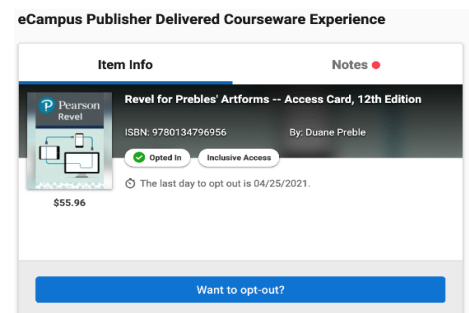 eCampus Publisher Delivered Courseware Experience
Item Info
Notes
Pearson
Revel
Revel for Prebles' Artforms -- Access Card, 12th Edition
ISBN: 9780134796956
By: Duane Preble
Opted In
Inclusive Access
The last day to opt out is 04/25/2021.
$55.96
Want to opt-out?